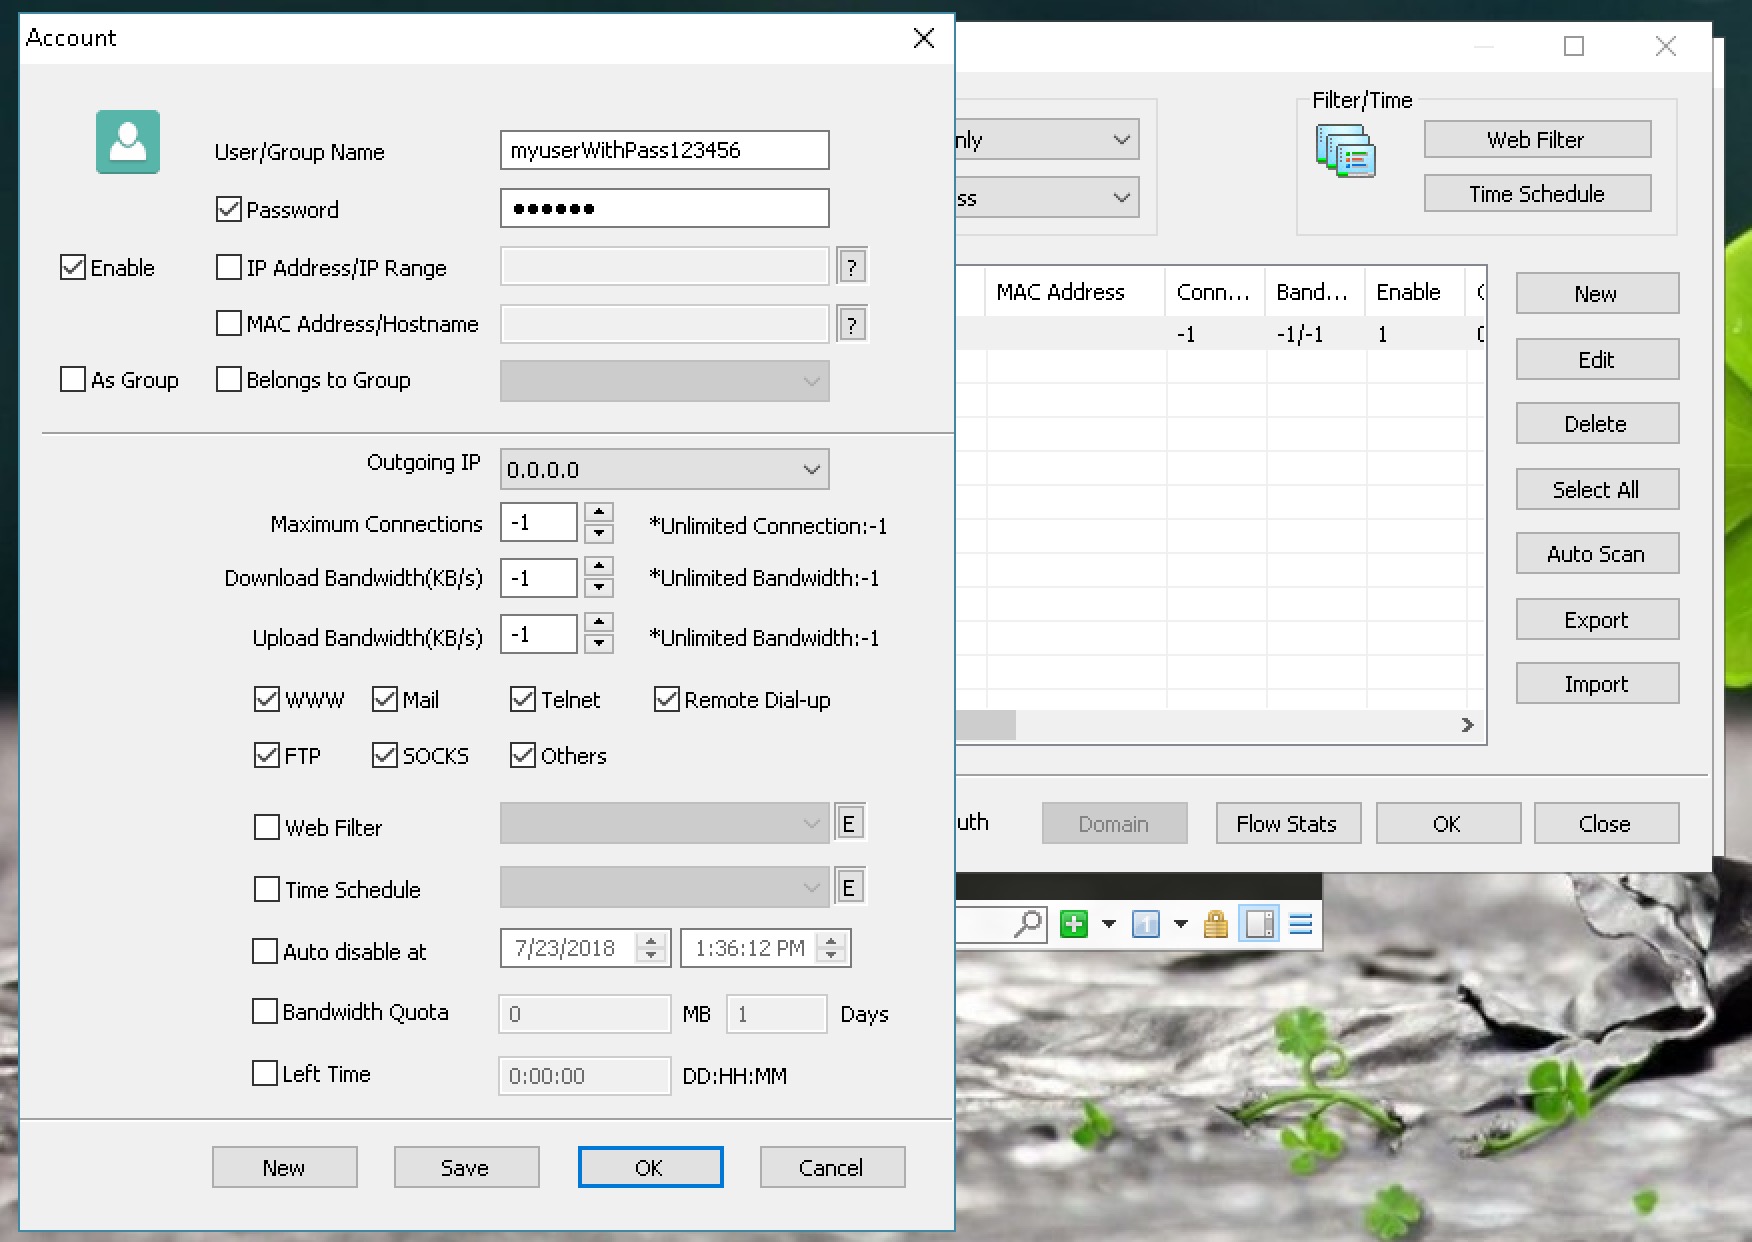 Account
User/Group Name
myuserWithPass123456
Password
●●●●●●
Enable
IP Address/IP Range
?
MAC Address/Hostname
?
As Group
Belongs to Group
Outgoing IP
0.0.0.0
Maximum Connections
-1
*Unlimited Connection:-1
Download Bandwidth(KB/s)
-1
*Unlimited Bandwidth:-1
Upload Bandwidth(KB/s)
-1
*Unlimited Bandwidth:-1
WWW Mail Telnet Remote Dial-up
FTP SOCKS Others
Web Filter
E
Time Schedule
E
Auto disable at
7/23/2018
1:36:12 PM
Bandwidth Quota
0
MB
1
Days
Left Time
0:00:00
DD:HH:MM
New
Save
OK
Cancel
nly
ss
Filter/Time
Web Filter
Time Schedule
MAC Address Conn... Band... Enable
-1 -1/-1 1
New
Edit
Delete
Select All
Auto Scan
Export
Import
uth
Domain
Flow Stats
OK
Close
1